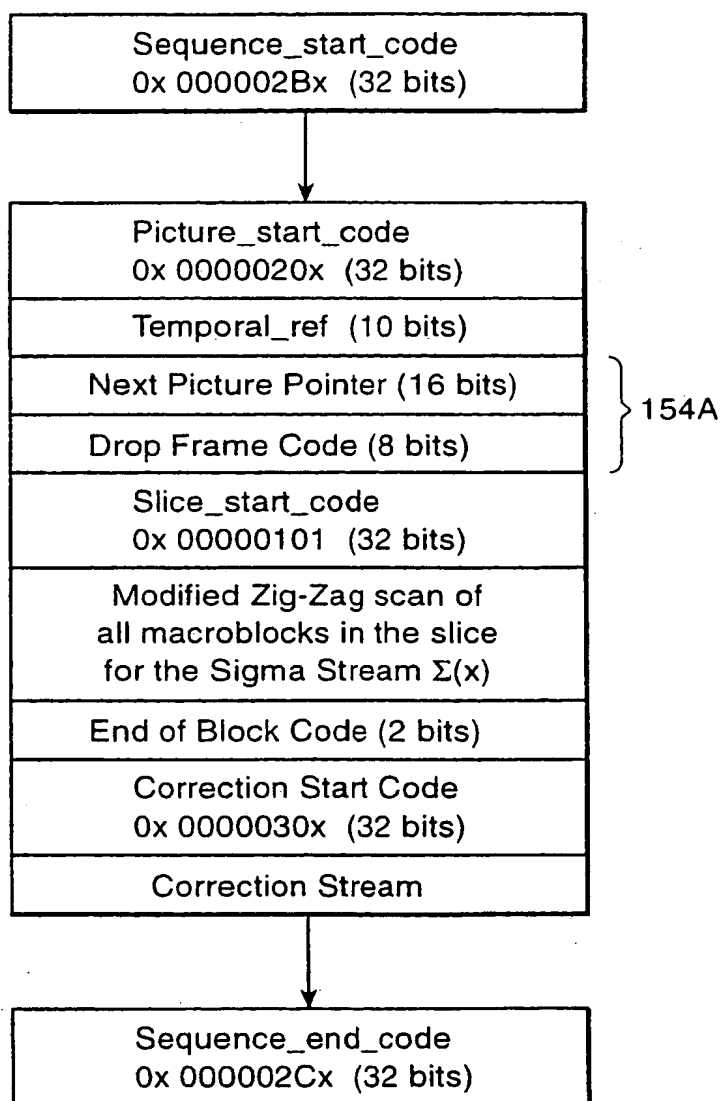 Sequence_start_code
0x 000002Bx (32 bits)
Picture_start_code
0x 0000020x (32 bits)
Temporal_ref (10 bits)
Next Picture Pointer (16 bits)
Drop Frame Code (8 bits)
154A
Slice_start_code
0x 00000101 (32 bits)
Modified Zig-Zag scan of
all macroblocks in the slice
for the Sigma Stream Σ(x)
End of Block Code (2 bits)
Correction Start Code
0x 0000030x (32 bits)
Correction Stream
Sequence_end_code
0x 000002Cx (32 bits)